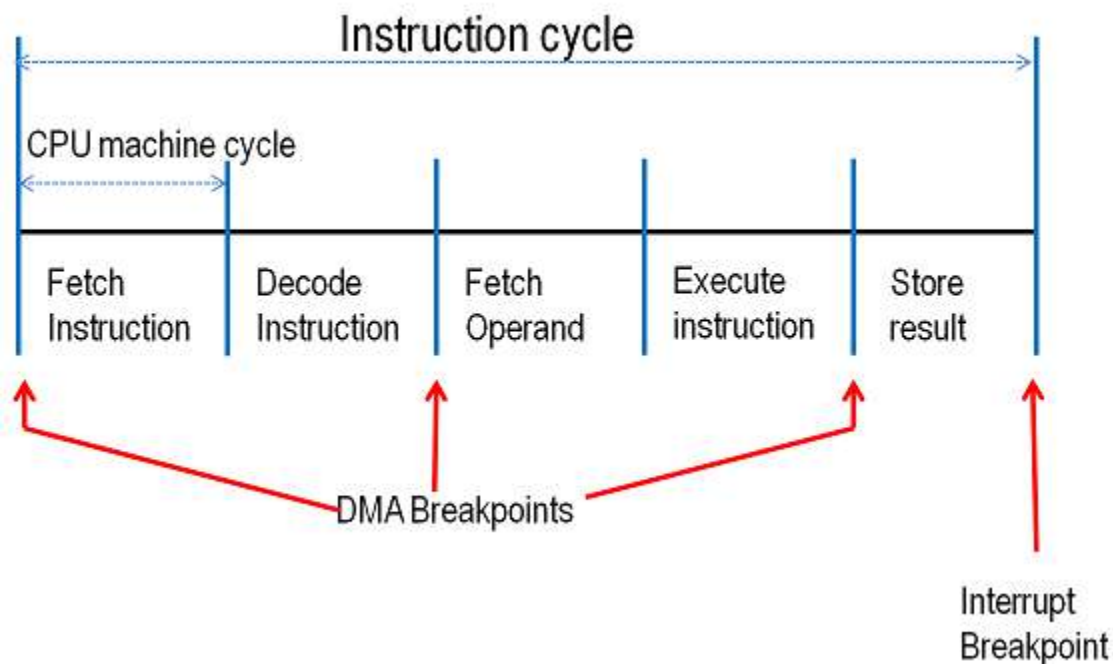 Instruction cycle
CPU machine cycle
Fetch
Instruction
Decode
Instruction
Fetch
Operand
Execute
instruction
Store
result
DMA Breakpoints
Interrupt
Breakpoint